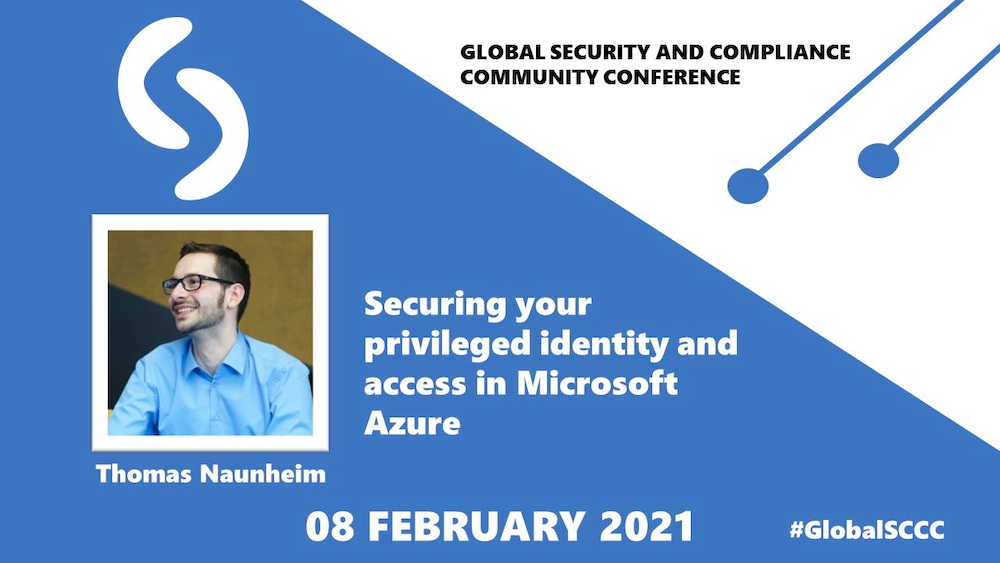 GLOBAL SECURITY AND COMPLIANCE
COMMUNITY CONFERENCE
Securing your
privileged identity and
access in Microsoft
Azure
Thomas Naunheim
08 FEBRUARY 2021
#GlobalSCCC